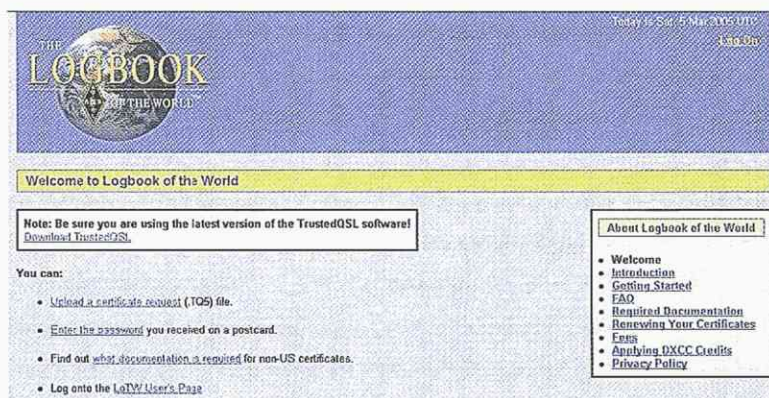 Today is Sat, 5 Mar 2005 UTC
Log On
THE
LOGBOOK
OF THE WORLD
Welcome to Logbook of the World
Note: Be sure you are using the latest version of the TrustedQSL software!
Download TrustedQSL
You can:
• Upload a certificate request (.TQ5) file.
• Enter the password you received on a postcard.
• Find out what documentation is required for non-US certificates.
• Log onto the LoTW User's Page
About Logbook of the World
• Welcome
• Introduction
• Getting Started
• FAQ
• Required Documentation
• Renewing Your Certificates
• Fees
• Applying DXCC Credits
• Privacy Policy